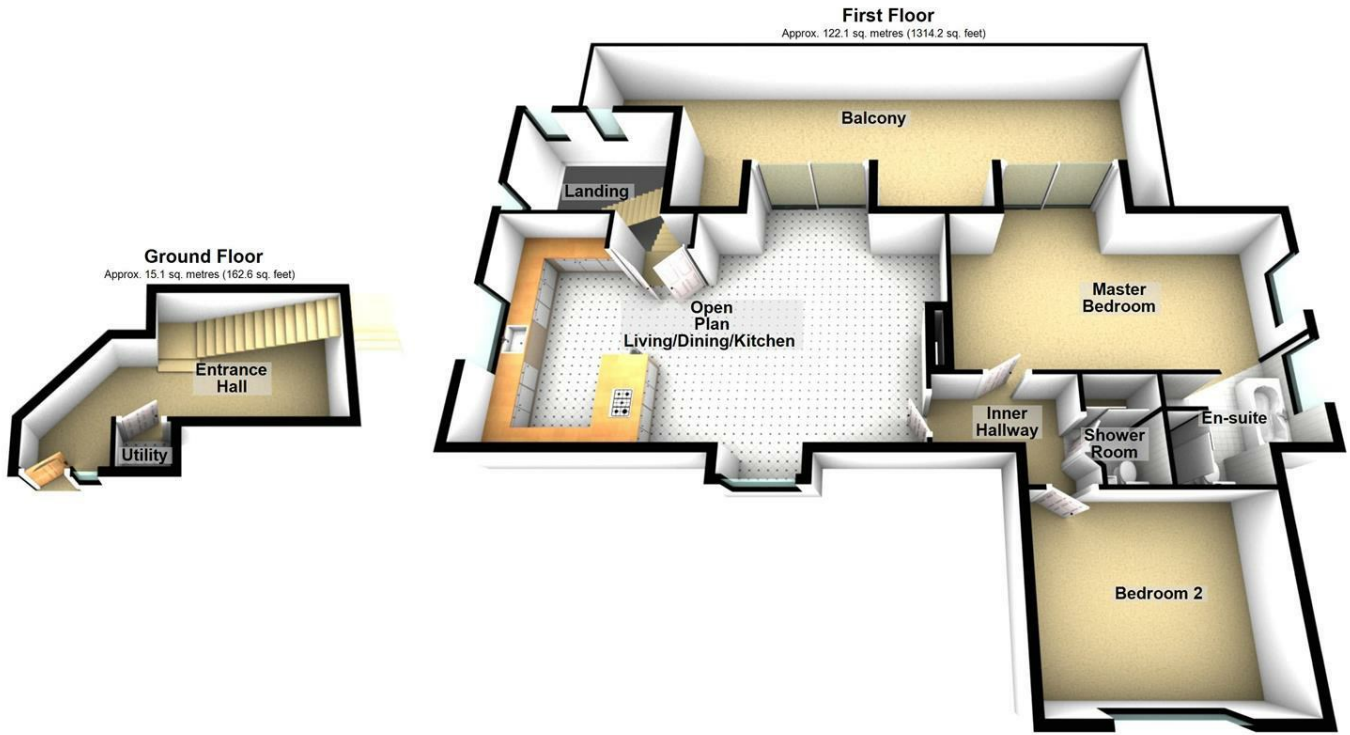 First Floor
Approx. 122.1 sq. metres (1314.2 sq. feet)
Balcony
Landing
Ground Floor
Approx. 15.1 sq. metres (162.6 sq. feet)
Master
Bedroom
Open
Plan
Living/Dining/Kitchen
Entrance
Hall
Inner
Hallway
En-suite
Shower
Room
Utility
Bedroom 2